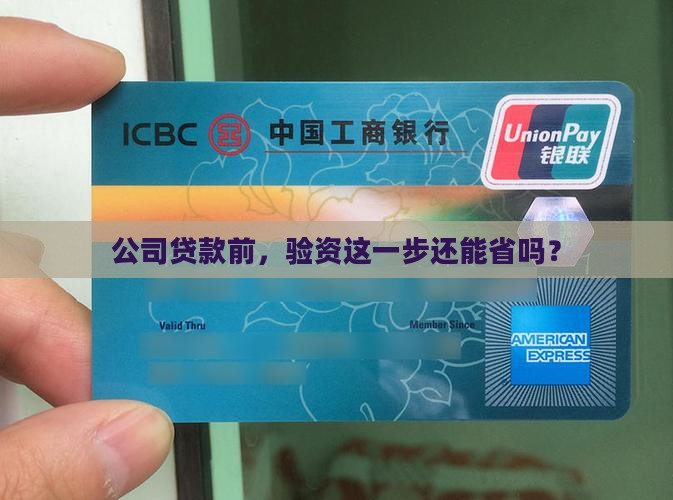 ICBC 中国工商银行
UnionPay
银联
公司贷款前，验资这一步还能省吗？
Valid Thru
Member Since
AMERICAN
EXPRESS